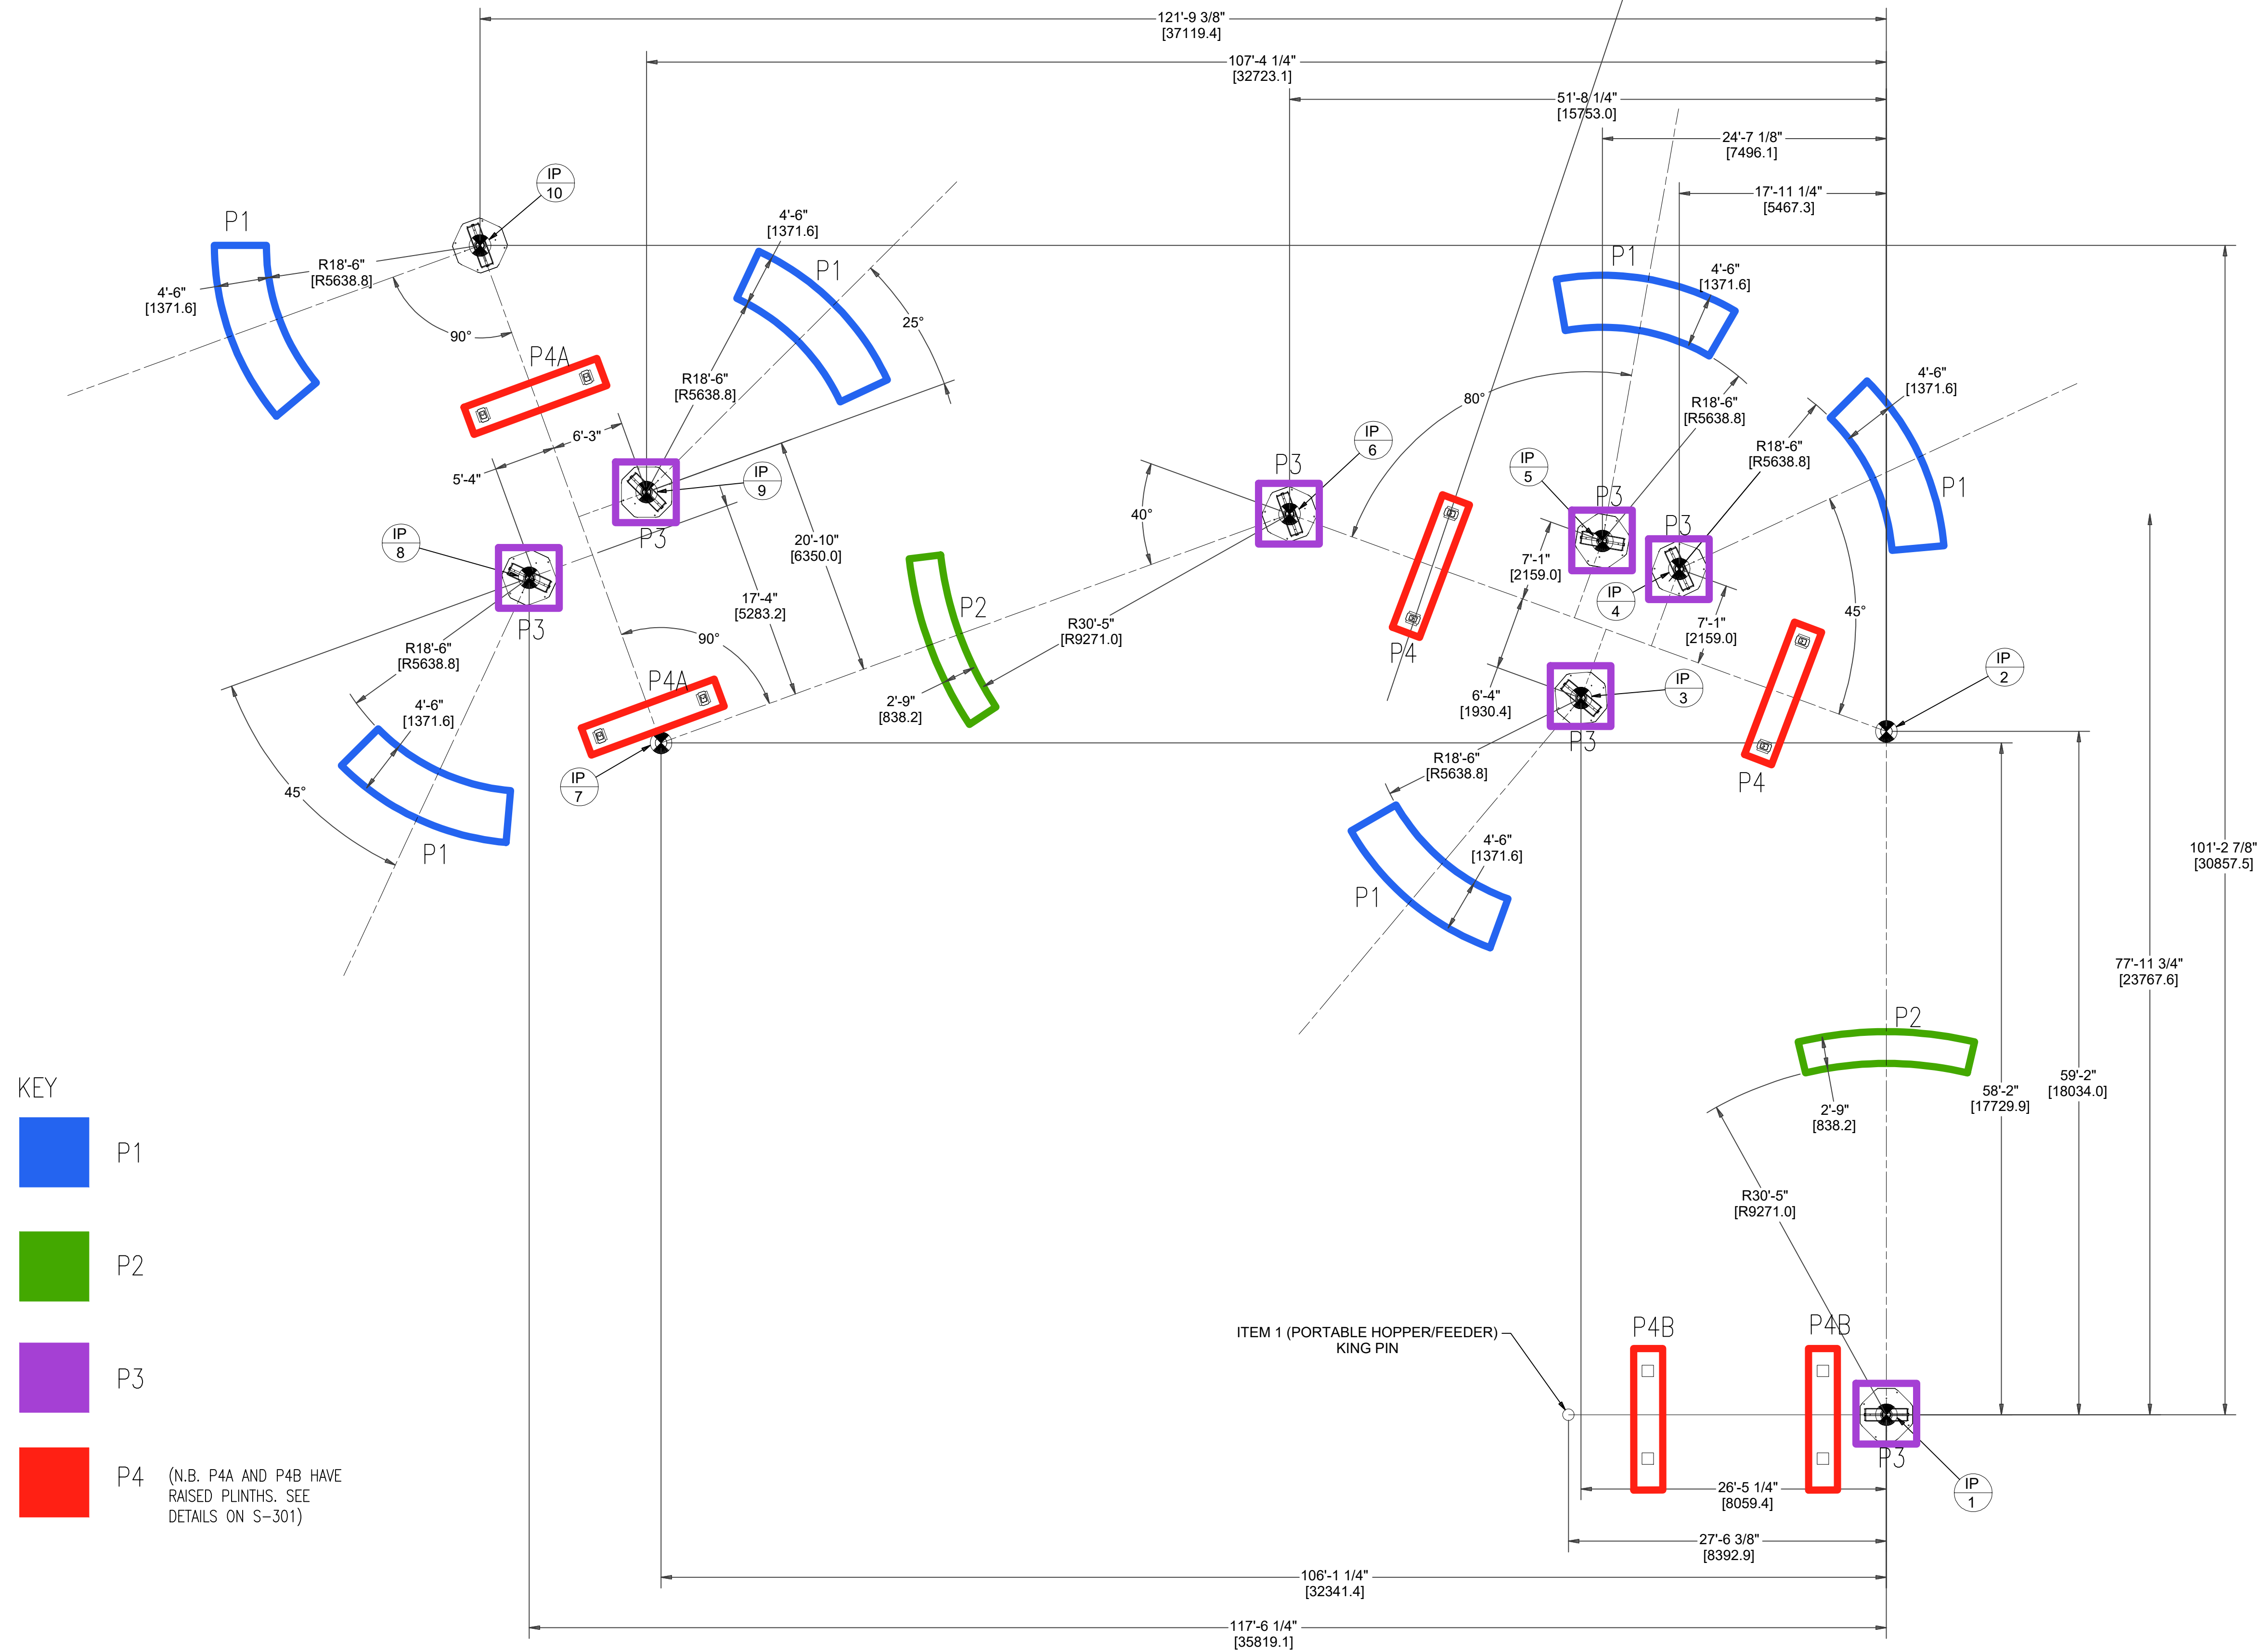 121'-9 3/8"
[37119.4]
107'-4 1/4"
[32723.1]
51'-8 1/4"
[15753.0]
24'-7 1/8"
[7496.1]
17'-11 1/4"
[5467.3]
IP
10
P1
R18'-6"
[R5638.8]
4'-6"
[1371.6]
90°
4'-6"
[1371.6]
P1
25°
R18'-6"
[R5638.8]
P4A
6'-3"
5'-4"
IP
9
P3
IP
8
P3
20'-10"
[6350.0]
17'-4"
[5283.2]
90°
R18'-6"
[R5638.8]
4'-6"
[1371.6]
45°
P1
P4A
IP
7
P2
2'-9"
[838.2]
R30'-5"
[R9271.0]
40°
P3
IP
6
80°
P1
4'-6"
[1371.6]
R18'-6"
[R5638.8]
4'-6"
[1371.6]
R18'-6"
[R5638.8]
P1
IP
5
P3
P3
IP
4
7'-1"
[2159.0]
7'-1"
[2159.0]
45°
P4
6'-4"
[1930.4]
IP
3
P3
IP
2
P4
R18'-6"
[R5638.8]
4'-6"
[1371.6]
P1
101'-2 7/8"
[30857.5]
77'-11 3/4"
[23767.6]
59'-2"
[18034.0]
58'-2"
[17729.9]
P2
2'-9"
[838.2]
R30'-5"
[R9271.0]
ITEM 1 (PORTABLE HOPPER/FEEDER)
KING PIN
P4B
P4B
P3
IP
1
26'-5 1/4"
[8059.4]
27'-6 3/8"
[8392.9]
106'-1 1/4"
[32341.4]
117'-6 1/4"
[35819.1]
KEY
P1
P2
P3
P4
(N.B. P4A AND P4B HAVE
RAISED PLINTHS. SEE
DETAILS ON S-301)